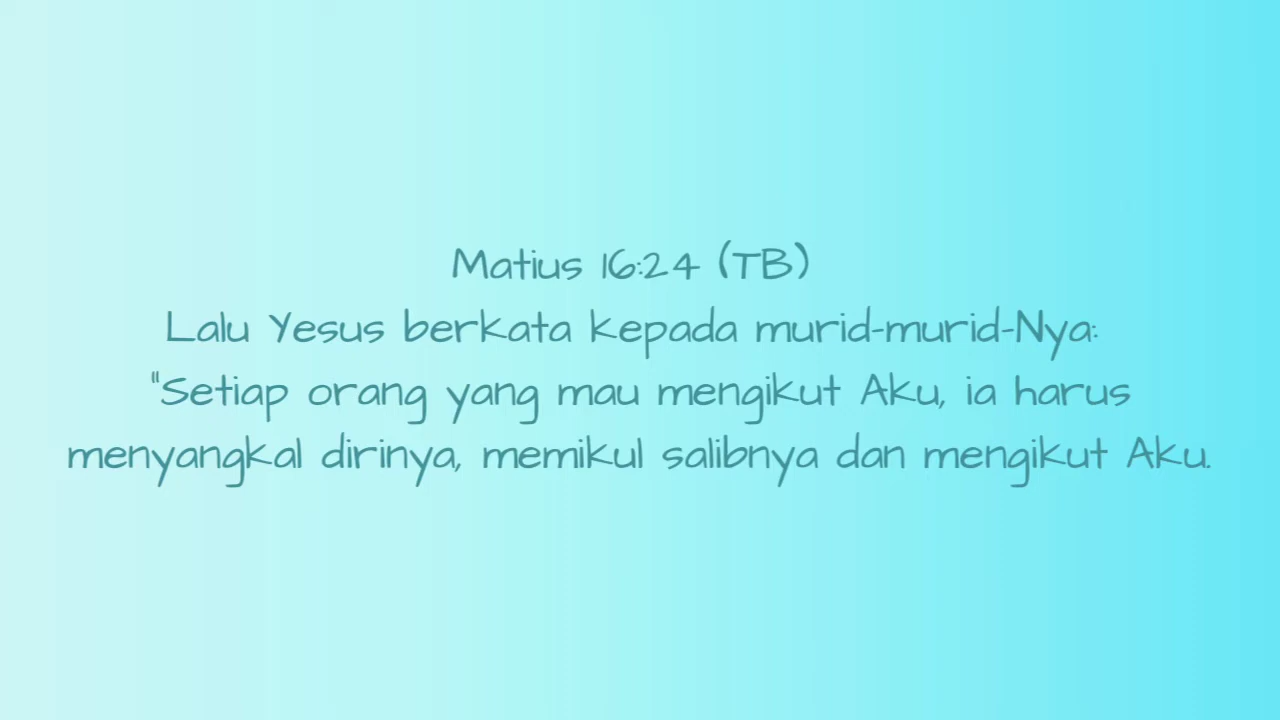 Matius 16:24 (TB)
Lalu Yesus berkata kepada murid-murid-Nya:
"Setiap orang yang mau mengikut Aku, ia harus
menyangkal dirinya, memikul salibnya dan mengikut Aku.